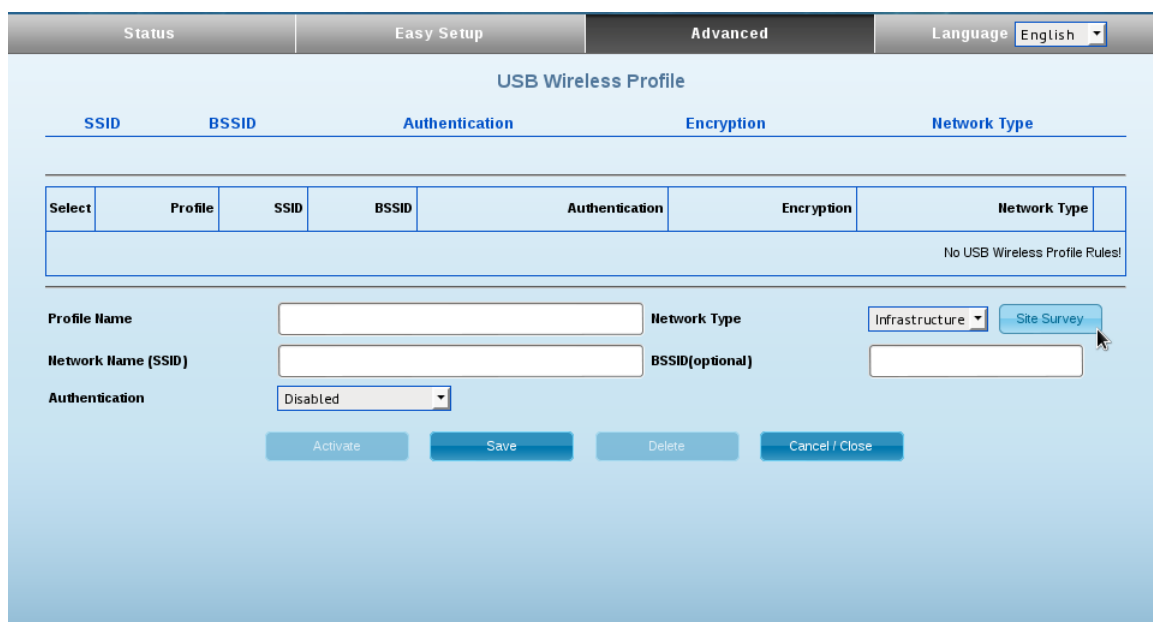 Status Easy Setup Advanced Language English
USB Wireless Profile
SSID BSSID Authentication Encryption Network Type
Select Profile SSID BSSID Authentication Encryption Network Type
No USB Wireless Profile Rules!
Profile Name Network Type Infrastructure Site Survey
Network Name (SSID) BSSID(optional)
Authentication Disabled
Activate Save Delete Cancel / Close